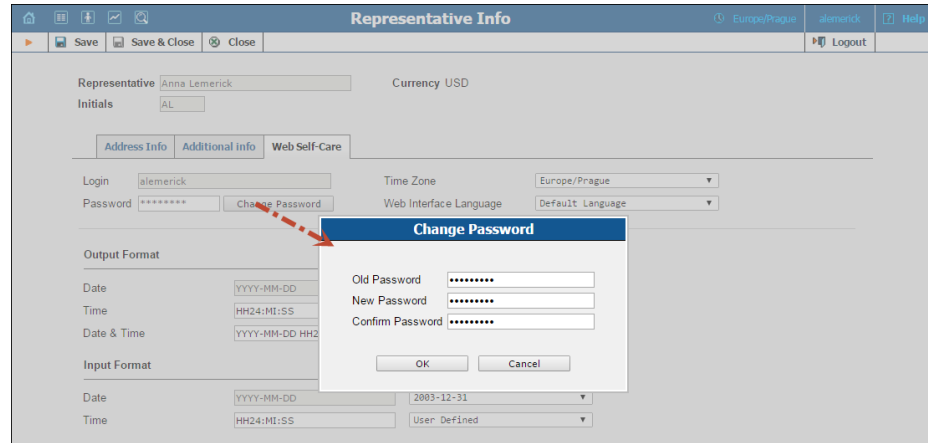 Representative Info
Europe/Prague
alemerick
? Help
Save
Save & Close
Close
Logout
Representative Anna Lemerick
Currency USD
Initials AL
Address Info
Additional info
Web Self-Care
Login alemerick
Time Zone Europe/Prague
Password ******** Change Password
Web Interface Language Default Language
Change Password
Output Format
Old Password •••••••••
New Password •••••••••
Confirm Password •••••••••
OK
Cancel
Date YYYY-MM-DD
Time HH24:MI:SS
Date & Time YYYY-MM-DD HH2
Input Format
Date YYYY-MM-DD 2003-12-31
Time HH24:MI:SS User Defined